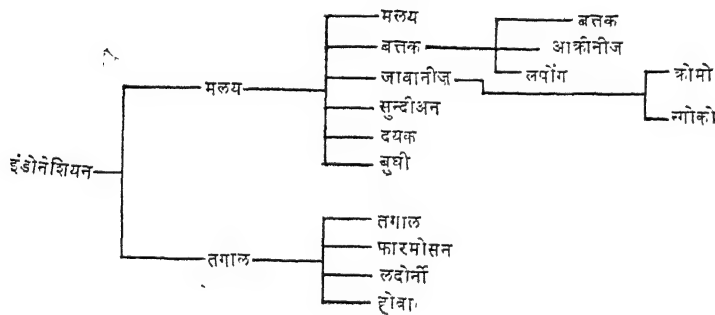 मलय
बत्तक
बत्तक
आक्रीनीज
जाबानीज़
लपोंग
क्रोमो
मलय
सुन्दीअन
न्गोको
दयक
बुघी
इंडोनेशियन
तगाल
तगाल
फारमोसन
लदोर्नी
होवा